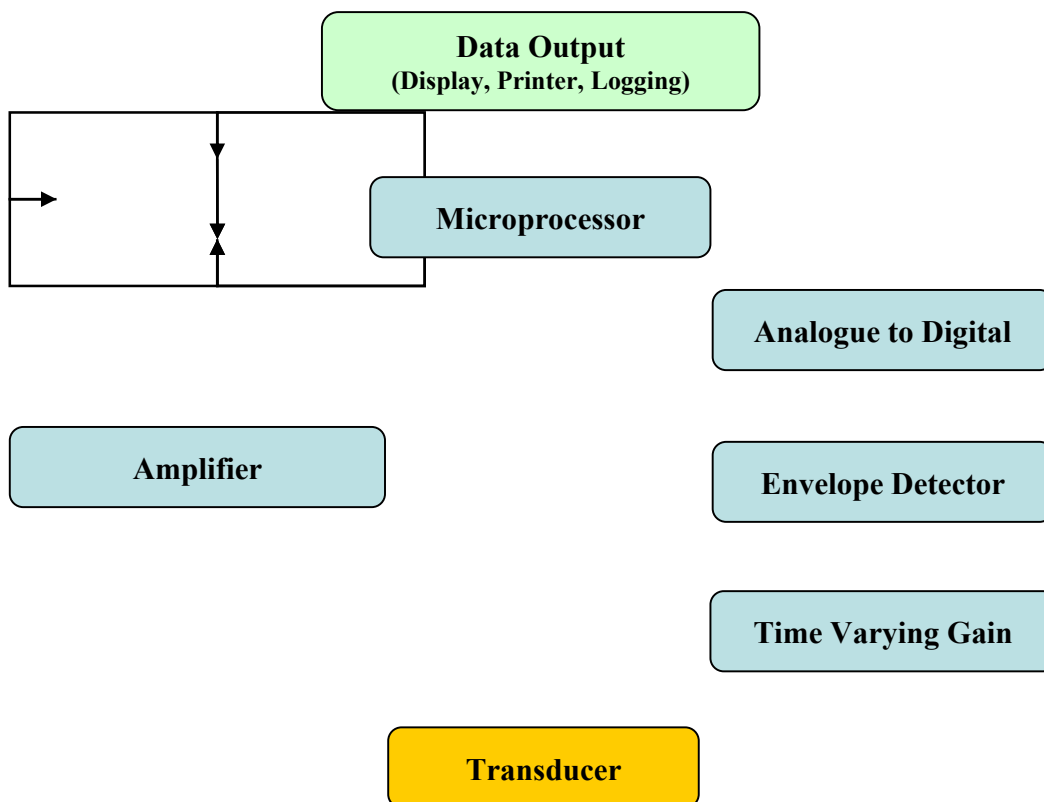 Data Output
(Display, Printer, Logging)
Microprocessor
Analogue to Digital
Amplifier
Envelope Detector
Time Varying Gain
Transducer